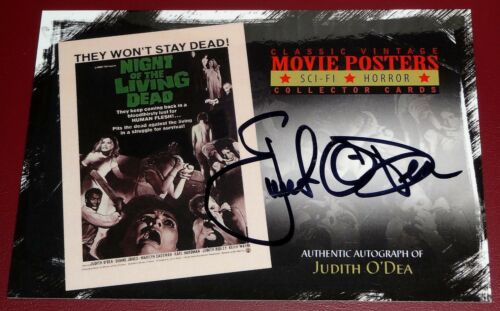 THEY WON'T STAY DEAD!
NIGHT
OF THE
LIVING
DEAD
They keep coming back in a
bloodthirsty lust for
HUMAN FLESH!...
Pits the dead against the living
in a struggle for survival!
CLASSIC VINTAGE
MOVIE POSTERS
SCI-FI ★ HORROR
COLLECTOR CARDS
Judith O'Dea
AUTHENTIC AUTOGRAPH OF
JUDITH O'DEA